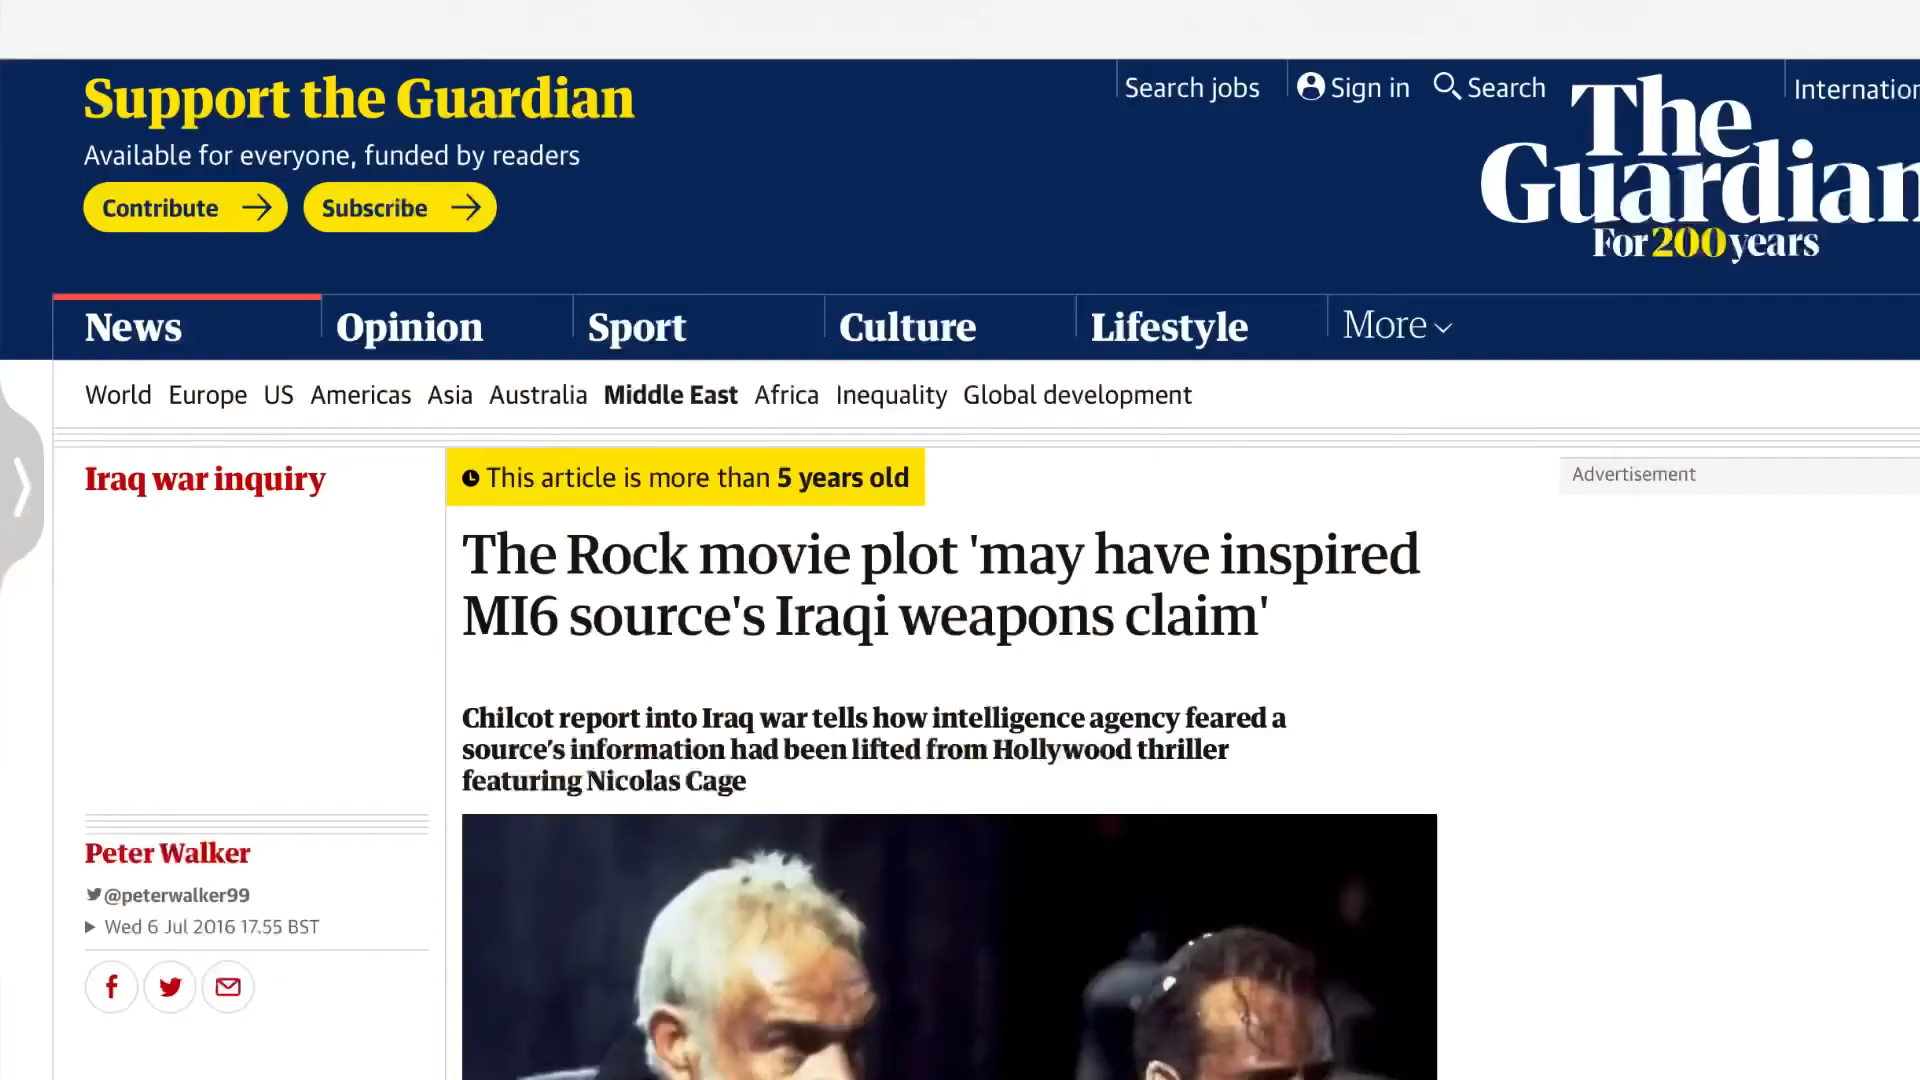 Support the Guardian
Available for everyone, funded by readers
Contribute
Subscribe
Search jobs
Sign in
Search
The
Guardian
For 200 years
News
Opinion
Sport
Culture
Lifestyle
More
World Europe US Americas Asia Australia Middle East Africa Inequality Global development
Iraq war inquiry
This article is more than 5 years old
Advertisement
The Rock movie plot 'may have inspired
MI6 source's Iraqi weapons claim'
Chilcot report into Iraq war tells how intelligence agency feared a
source's information had been lifted from Hollywood thriller
featuring Nicolas Cage
Peter Walker
@peterwalker99
Wed 6 Jul 2016 17.55 BST